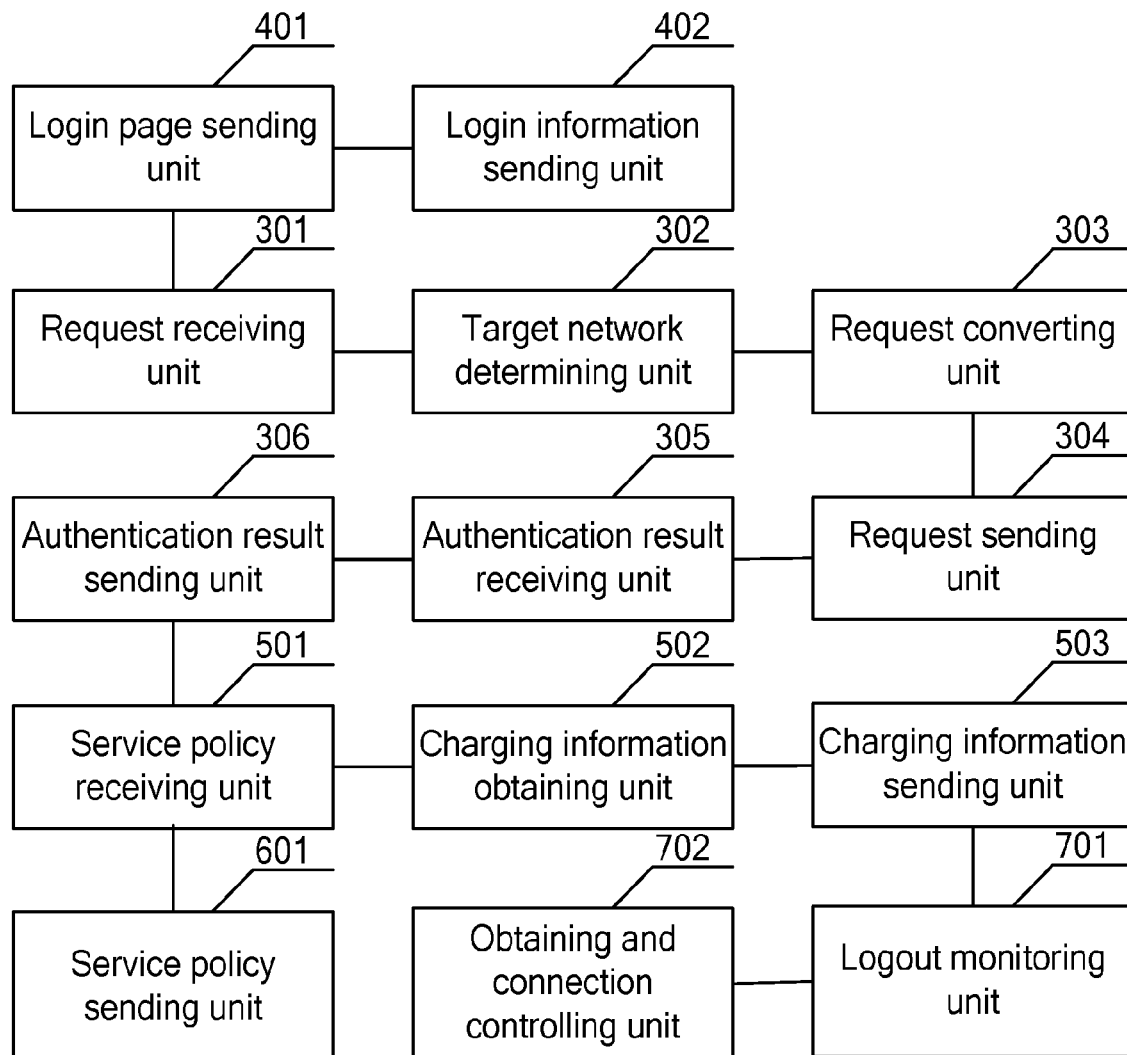 401
402
Login page sending
unit
Login information
sending unit
301
302
303
Request receiving
unit
Target network
determining unit
Request converting
unit
306
305
304
Authentication result
sending unit
Authentication result
receiving unit
Request sending
unit
501
502
503
Service policy
receiving unit
Charging information
obtaining unit
Charging information
sending unit
601
702
701
Service policy
sending unit
Obtaining and
connection
controlling unit
Logout monitoring
unit